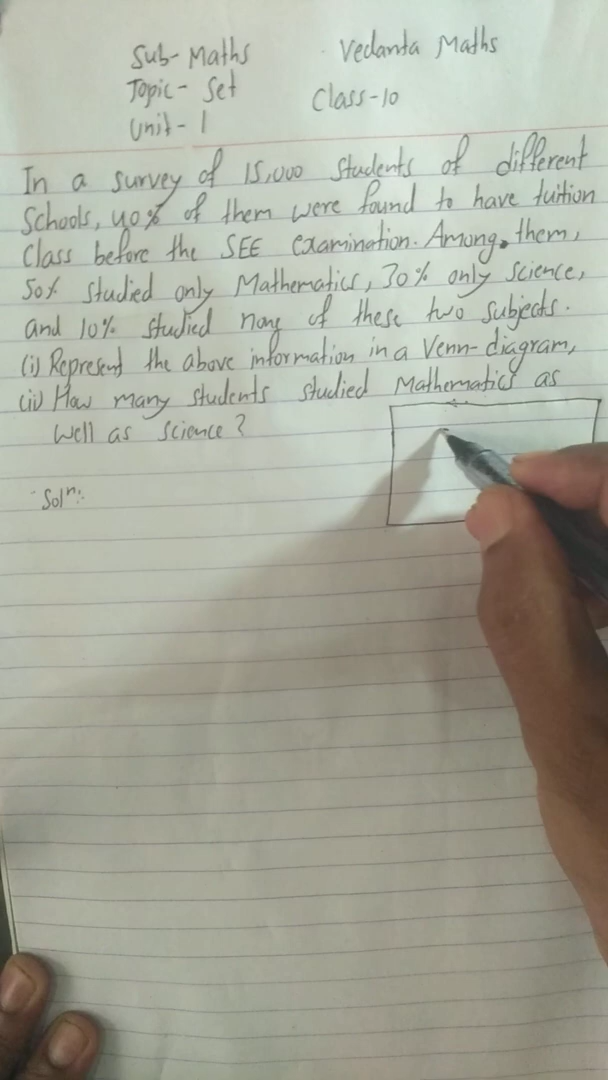 Sub- Maths
Vedanta Maths
Topic- Set
Class-10
Unit- 1
In a survey of 15,000 students of different
Schools, 40% of them were found to have tuition
Class before the SEE examination. Among them,
50% studied only Mathematics, 30% only science,
and 10% studied none of these two subjects.
(i) Represent the above information in a Venn-diagram,
(ii) How many students studied Mathematics as
well as science?
Solⁿ: